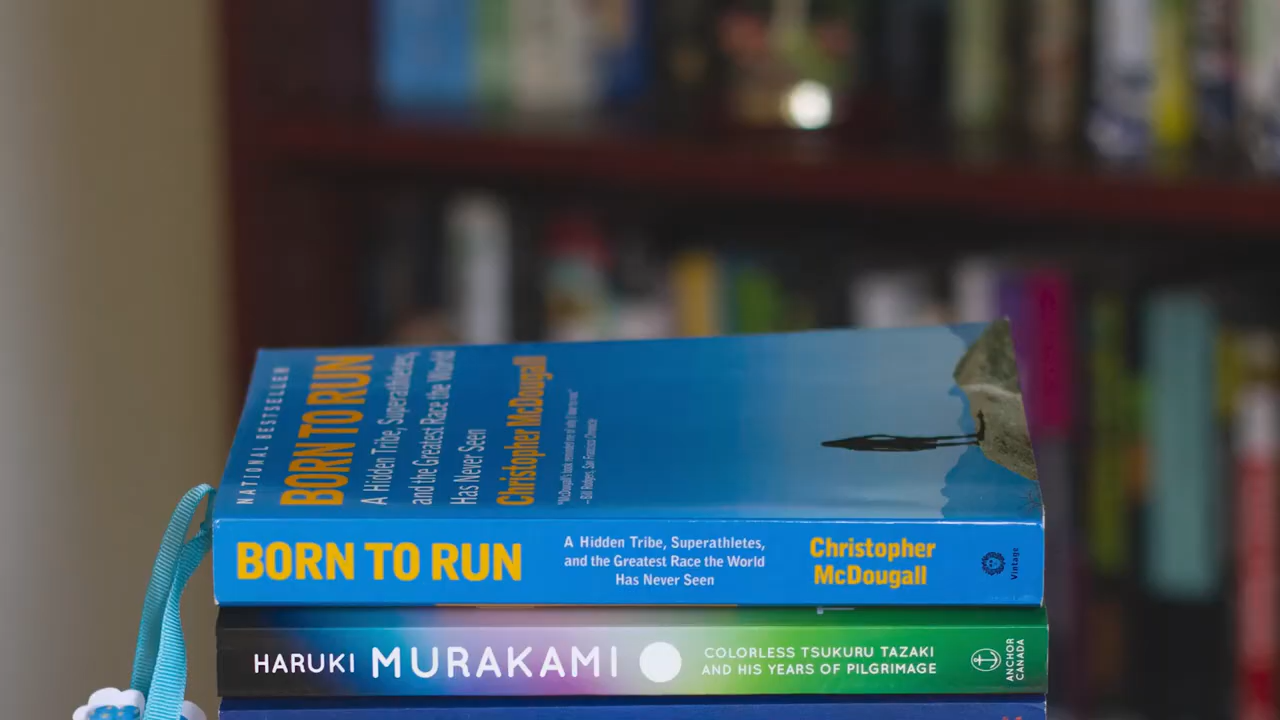 NATIONAL BESTSELLER
BORN TO RUN
A Hidden Tribe, Superathletes,
and the Greatest Race the World
Has Never Seen
Christopher McDougall
BORN TO RUN
A Hidden Tribe, Superathletes,
and the Greatest Race the World
Has Never Seen
Christopher
McDougall
Vintage
HARUKI MURAKAMI
COLORLESS TSUKURU TAZAKI
AND HIS YEARS OF PILGRIMAGE
ANCHOR
CANADA